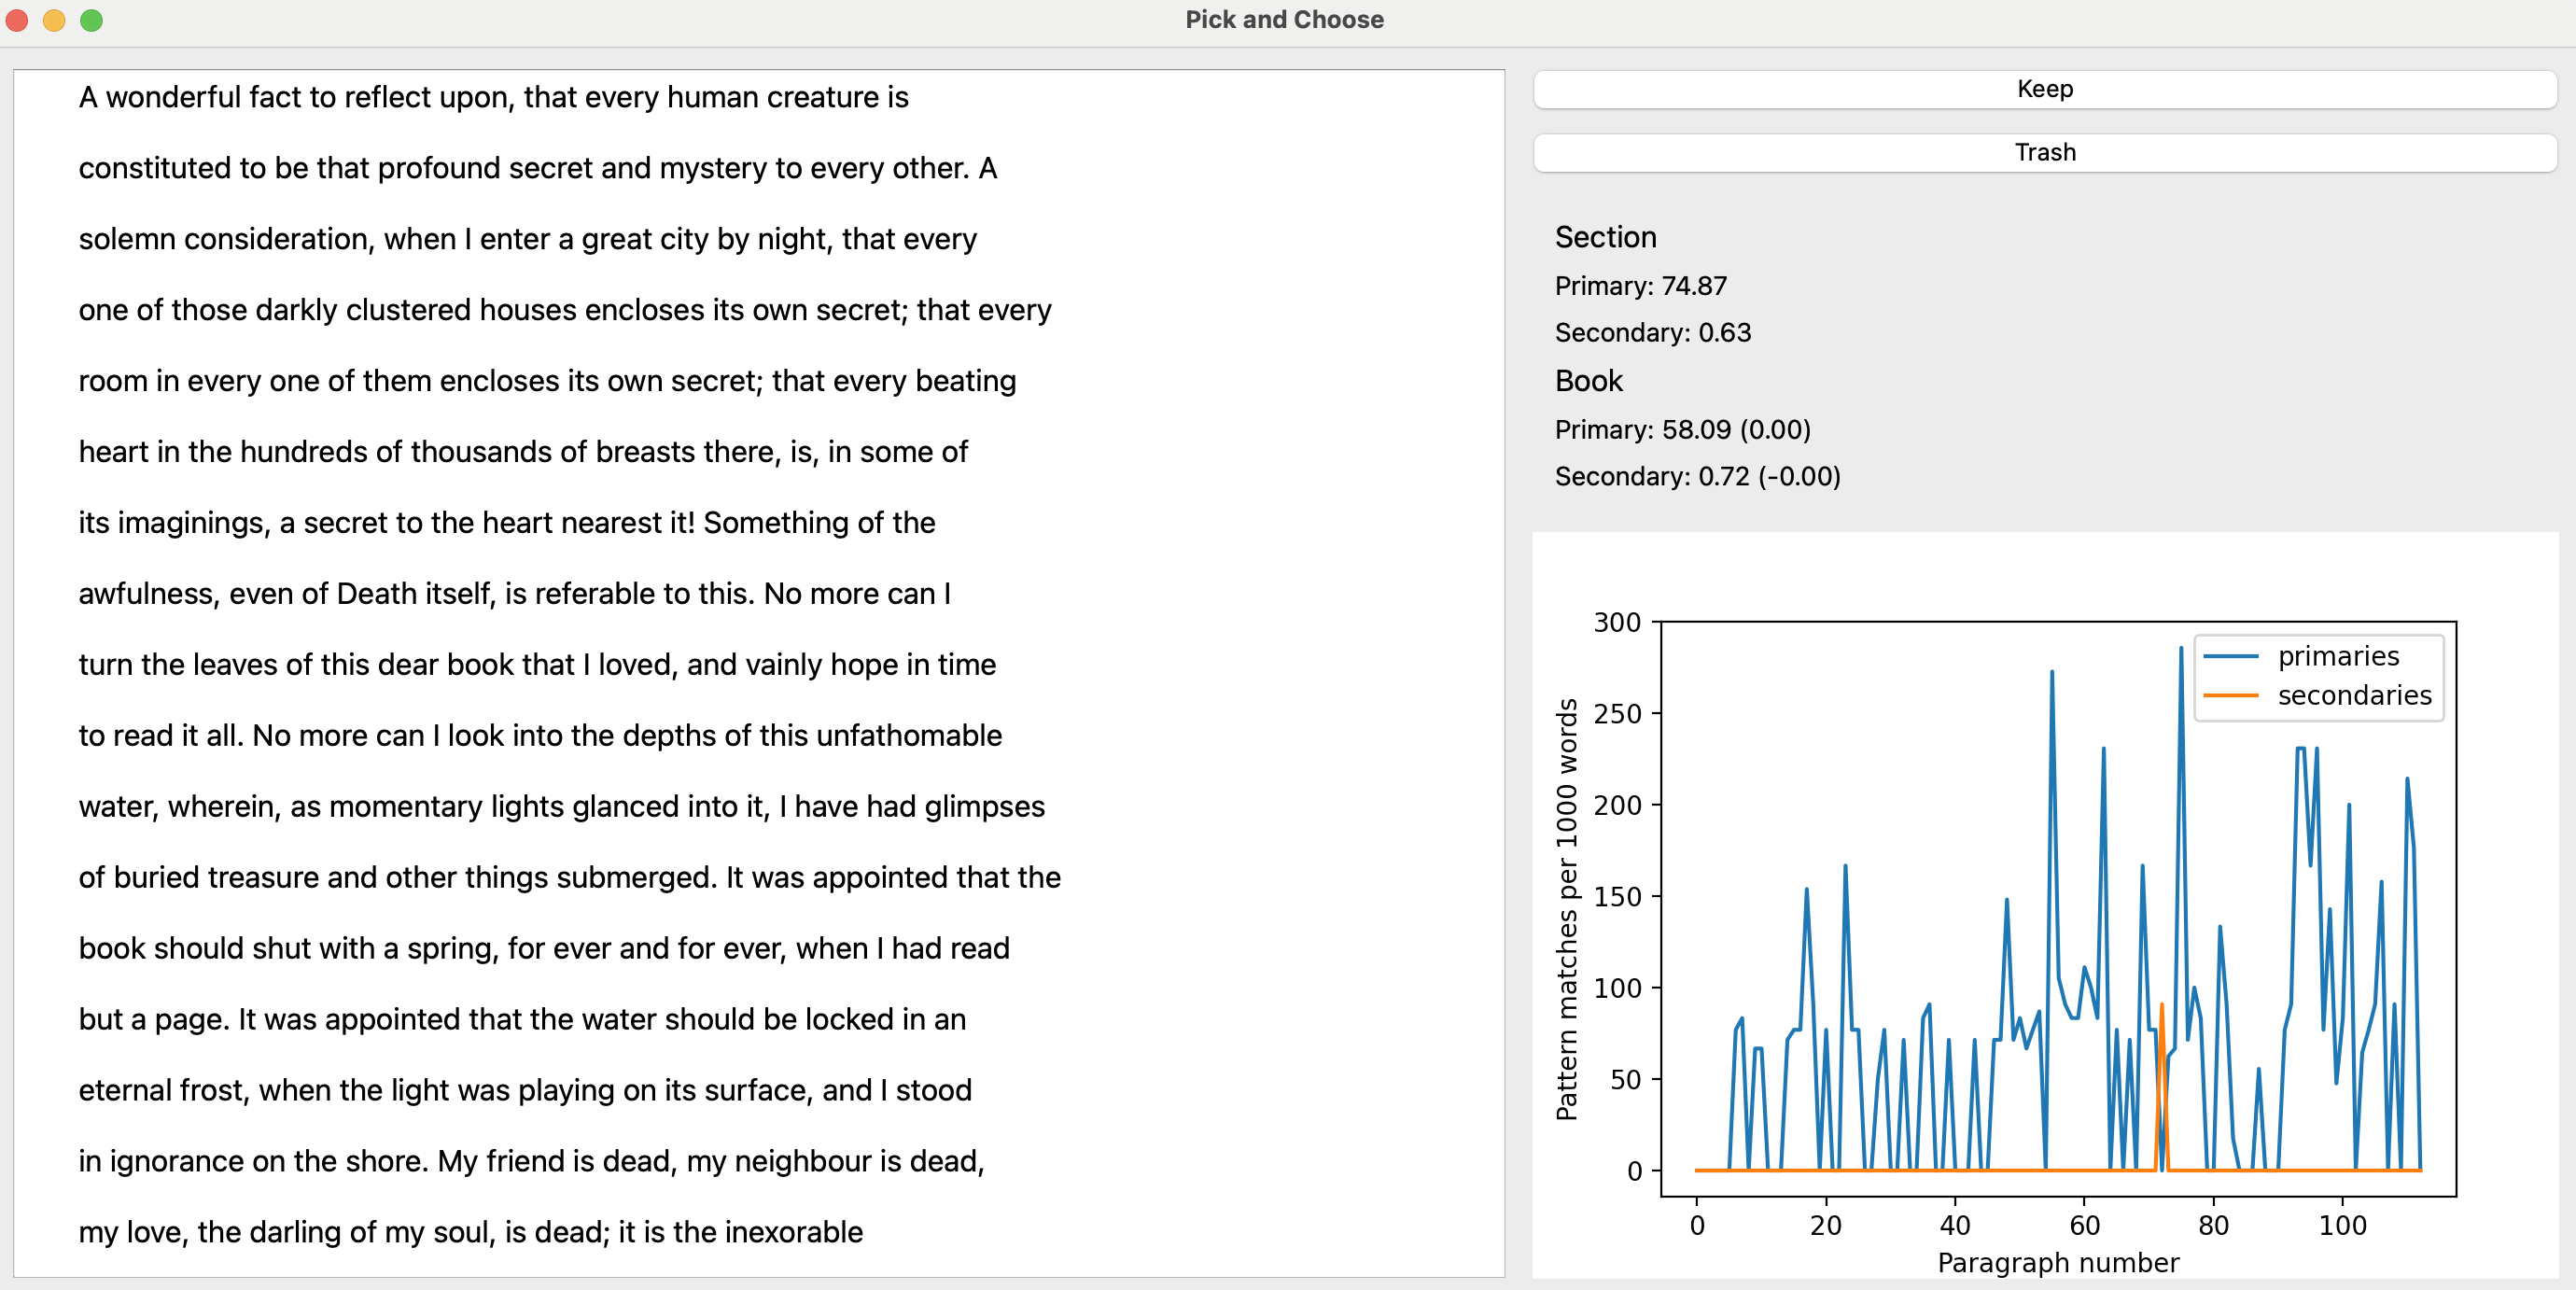 Pick and Choose
A wonderful fact to reflect upon, that every human creature is
constituted to be that profound secret and mystery to every other. A
solemn consideration, when I enter a great city by night, that every
one of those darkly clustered houses encloses its own secret; that every
room in every one of them encloses its own secret; that every beating
heart in the hundreds of thousands of breasts there, is, in some of
its imaginings, a secret to the heart nearest it! Something of the
awfulness, even of Death itself, is referable to this. No more can I
turn the leaves of this dear book that I loved, and vainly hope in time
to read it all. No more can I look into the depths of this unfathomable
water, wherein, as momentary lights glanced into it, I have had glimpses
of buried treasure and other things submerged. It was appointed that the
book should shut with a spring, for ever and for ever, when I had read
but a page. It was appointed that the water should be locked in an
eternal frost, when the light was playing on its surface, and I stood
in ignorance on the shore. My friend is dead, my neighbour is dead,
my love, the darling of my soul, is dead; it is the inexorable
Keep
Trash
Section
Primary: 74.87
Secondary: 0.63
Book
Primary: 58.09 (0.00)
Secondary: 0.72 (-0.00)
primaries
secondaries
Pattern matches per 1000 words
300
250
200
150
100
50
0
0 20 40 60 80 100
Paragraph number